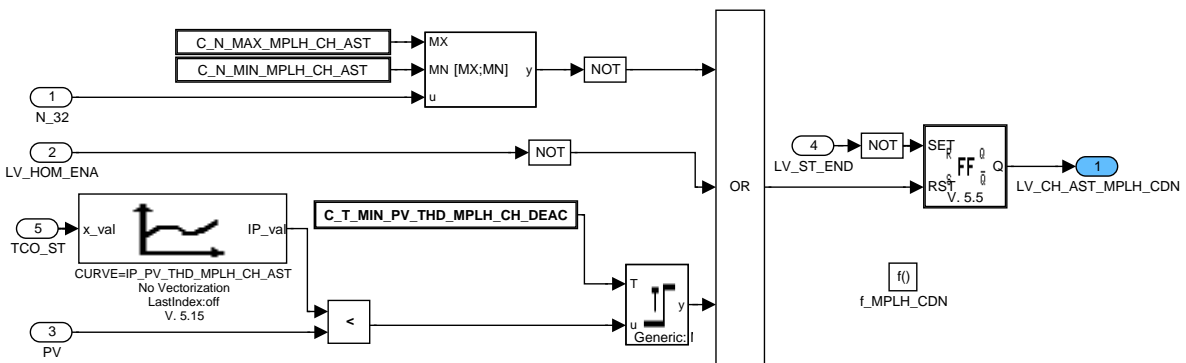 C_N_MAX_MPLH_CH_AST
C_N_MIN_MPLH_CH_AST
MX
MN [MX;MN]
u
y
NOT
1
N_32
2
LV_HOM_ENA
NOT
OR
4
LV_ST_END
NOT
SET
RST
R
S
FF
Q
Q
V. 5.5
Q
1
LV_CH_AST_MPLH_CDN
C_T_MIN_PV_THD_MPLH_CH_DEAC
5
TCO_ST
x_val
IP_val
CURVE=IP_PV_THD_MPLH_CH_AST
No Vectorization
LastIndex:off
V. 5.15
T
u
y
Generic:
<
3
PV
f()
f_MPLH_CDN